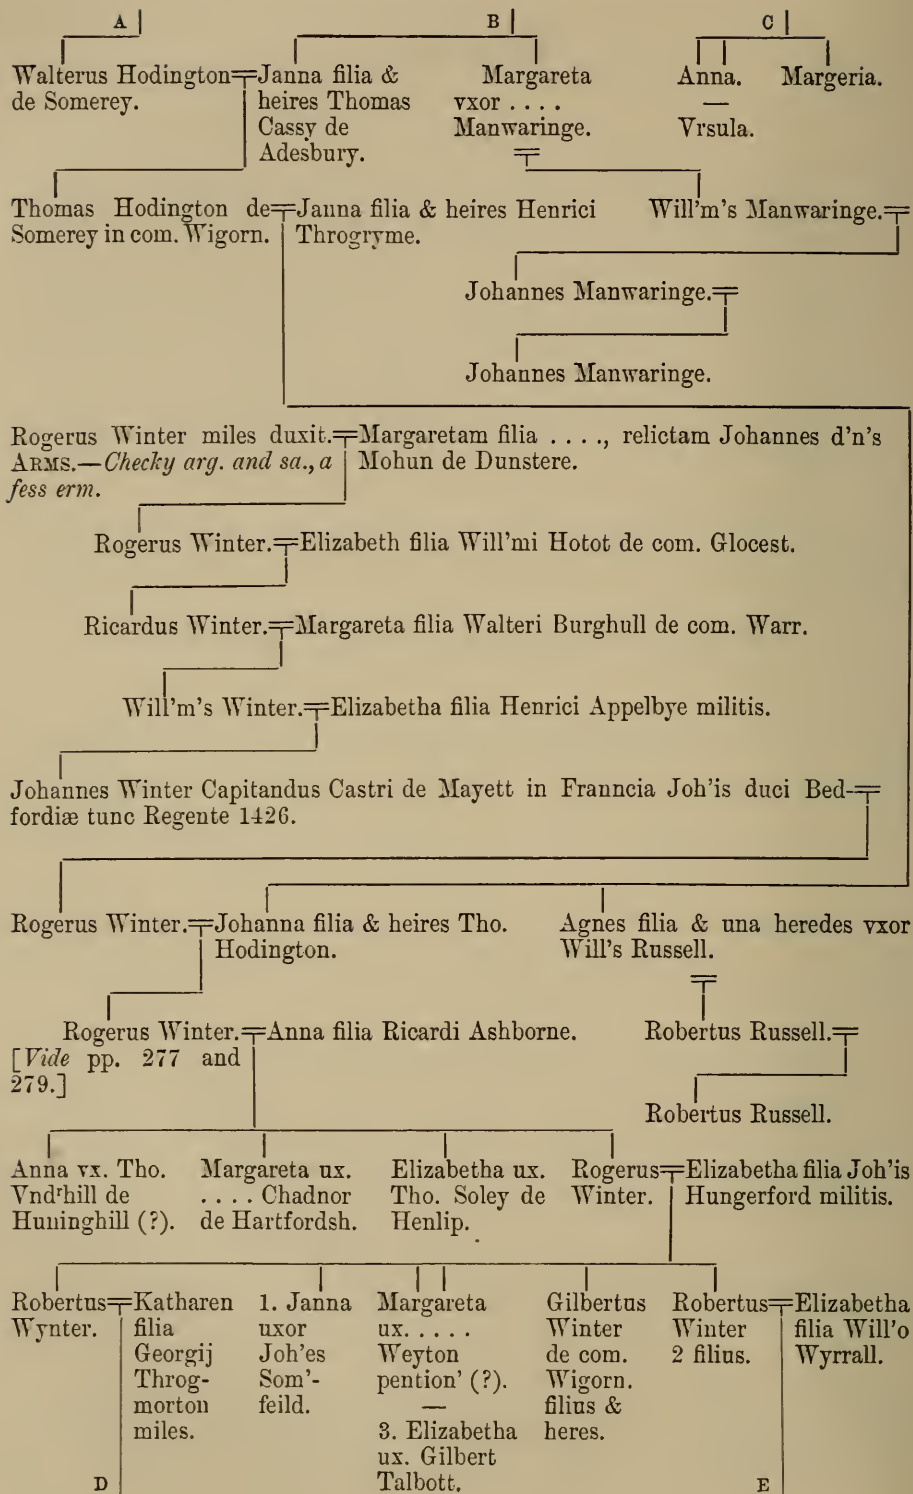 A B C
Walterus Hodington Janna filia & Margareta Anna. Margeria.
de Somerey. heires Thomas vxor . . . . —
Cassy de Manwaringe. Vrsula.
Adesbury.
Thomas Hodington de Janna filia & heires Henrici Will'm's Manwaringe.
Somerey in com. Wigorn. Throgryme.
Johannes Manwaringe.
Johannes Manwaringe.
Rogerus Winter miles duxit. Margaretam filia . . . ., relictam Johannes d'n's
ARMS.—Checky arg. and sa., a Mohun de Dunstere.
fess erm.
Rogerus Winter. Elizabeth filia Will'mi Hotot de com. Glocest.
Ricardus Winter. Margareta filia Walteri Burghull de com. Warr.
Will'm's Winter. Elizabetha filia Henrici Appelbye militis.
Johannes Winter Capitandus Castri de Mayett in Franncia Joh'is duci Bed-
fordiæ tunc Regente 1426.
Rogerus Winter. Johanna filia & heires Tho. Agnes filia & una heredes vxor
Hodington. Will's Russell.
Rogerus Winter. Anna filia Ricardi Ashborne. Robertus Russell.
[Vide pp. 277 and
279.]
Robertus Russell.
Anna vx. Tho. Margareta ux. Elizabetha ux. Rogerus Elizabetha filia Joh'is
Vndʳhill de . . . . Chadnor Tho. Soley de Winter. Hungerford militis.
Huninghill (?). de Hartfordsh. Henlip.
Robertus Katharen 1. Janna Margareta Gilbertus Robertus Elizabetha
Wynter. filia uxor ux. . . . . Winter Winter filia Will'o
Georgij Joh'es Weyton de com. 2 filius. Wyrrall.
Throg- Som'- pention' (?). Wigorn.
morton feild. — filius &
miles. 3. Elizabetha heres.
ux. Gilbert
D Talbott. E